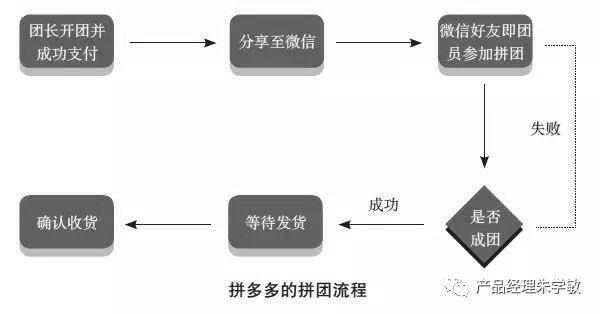 团长开团并
成功支付
分享至微信
微信好友即团
员参加拼团
失败
是否
成团
成功
等待发货
确认收货
拼多多的拼团流程
产品经理朱学敏